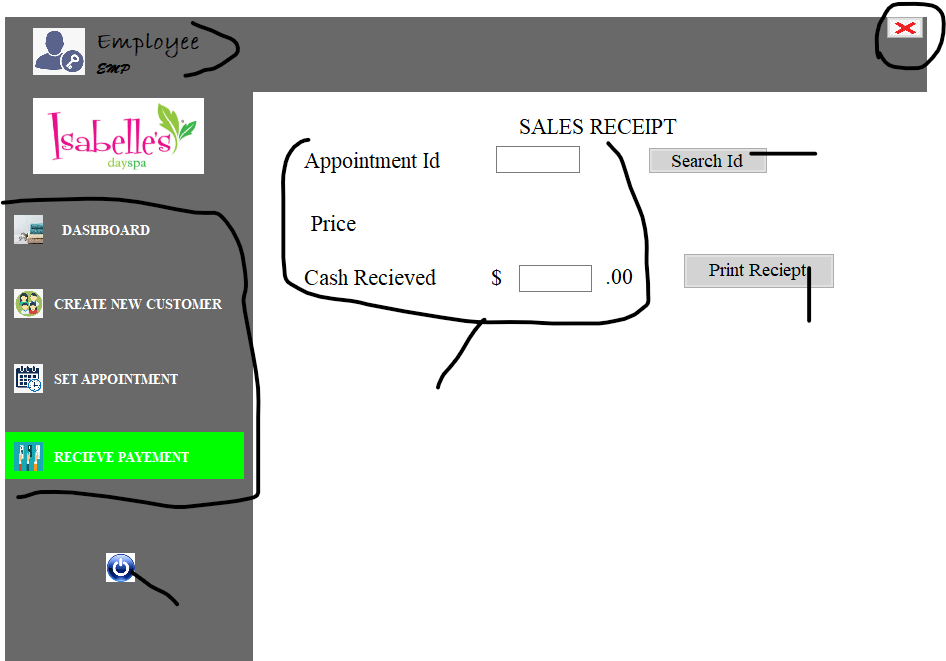 Employee
EMP
Isabelle's
dayspa
DASHBOARD
CREATE NEW CUSTOMER
SET APPOINTMENT
RECIEVE PAYEMENT
SALES RECEIPT
Appointment Id
Search Id
Price
Cash Recieved $ .00
Print Reciept